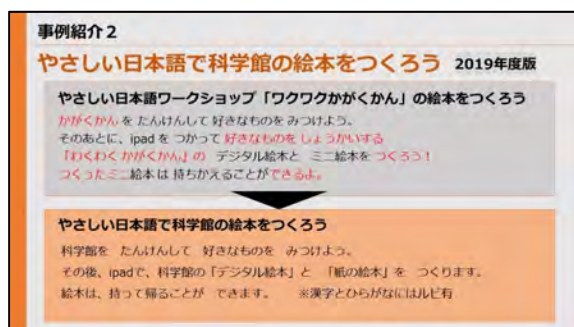 事例紹介2
やさしい日本語で科学館の絵本をつくろう 2019年度版
やさしい日本語ワークショップ「ワクワクかがくかん」の絵本をつくろう
かがくかん を たんけんして 好きなものを みつけよう。
そのあとに、ipad を つかって 好きなものを しょうかいする
「わくわく かがくかん」の デジタル絵本と ミニ絵本を つくろう！
つくったミニ絵本は 持ちかえることが できるよ。
やさしい日本語で科学館の絵本をつくろう
科学館を たんけんして 好きなものを みつけよう。
その後、ipadで、科学館の「デジタル絵本」と 「紙の絵本」を つくります。
絵本は、持って帰ることが できます。 ※漢字とひらがなにはルビ有